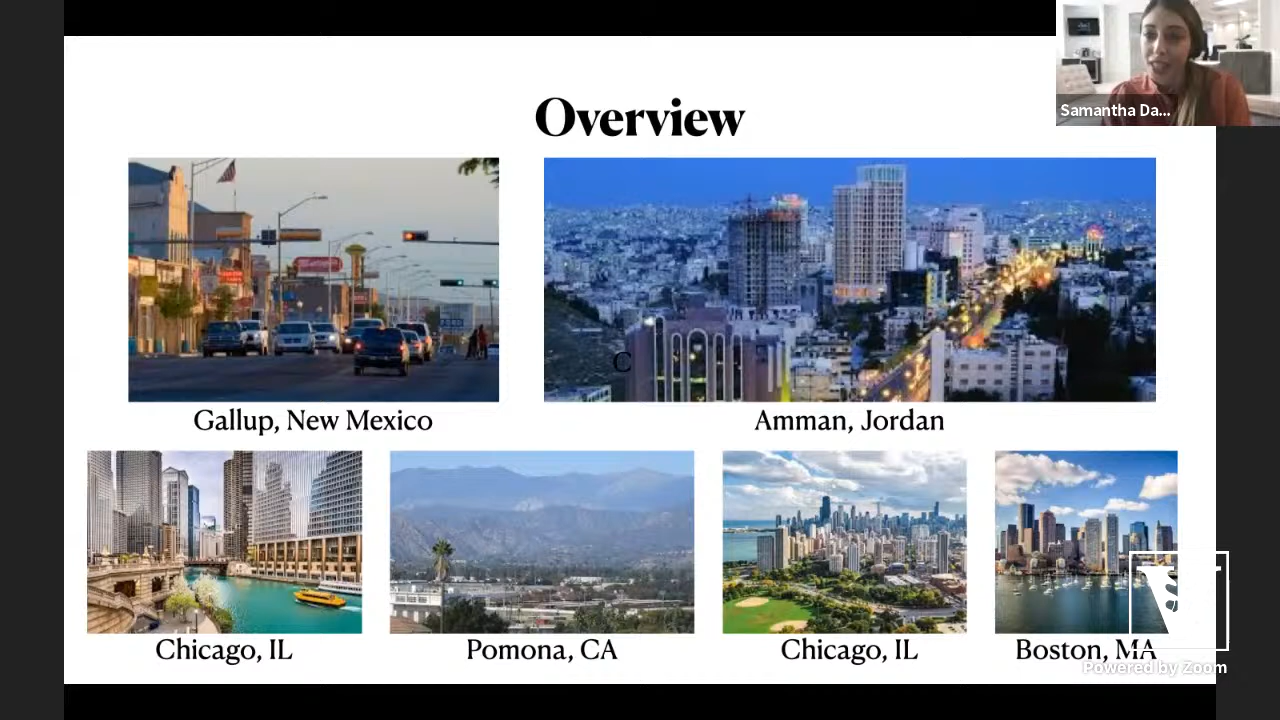 Samantha Da...
Overview
C
Gallup, New Mexico
Amman, Jordan
Chicago, IL
Pomona, CA
Chicago, IL
Boston, MA
Powered by Zoom